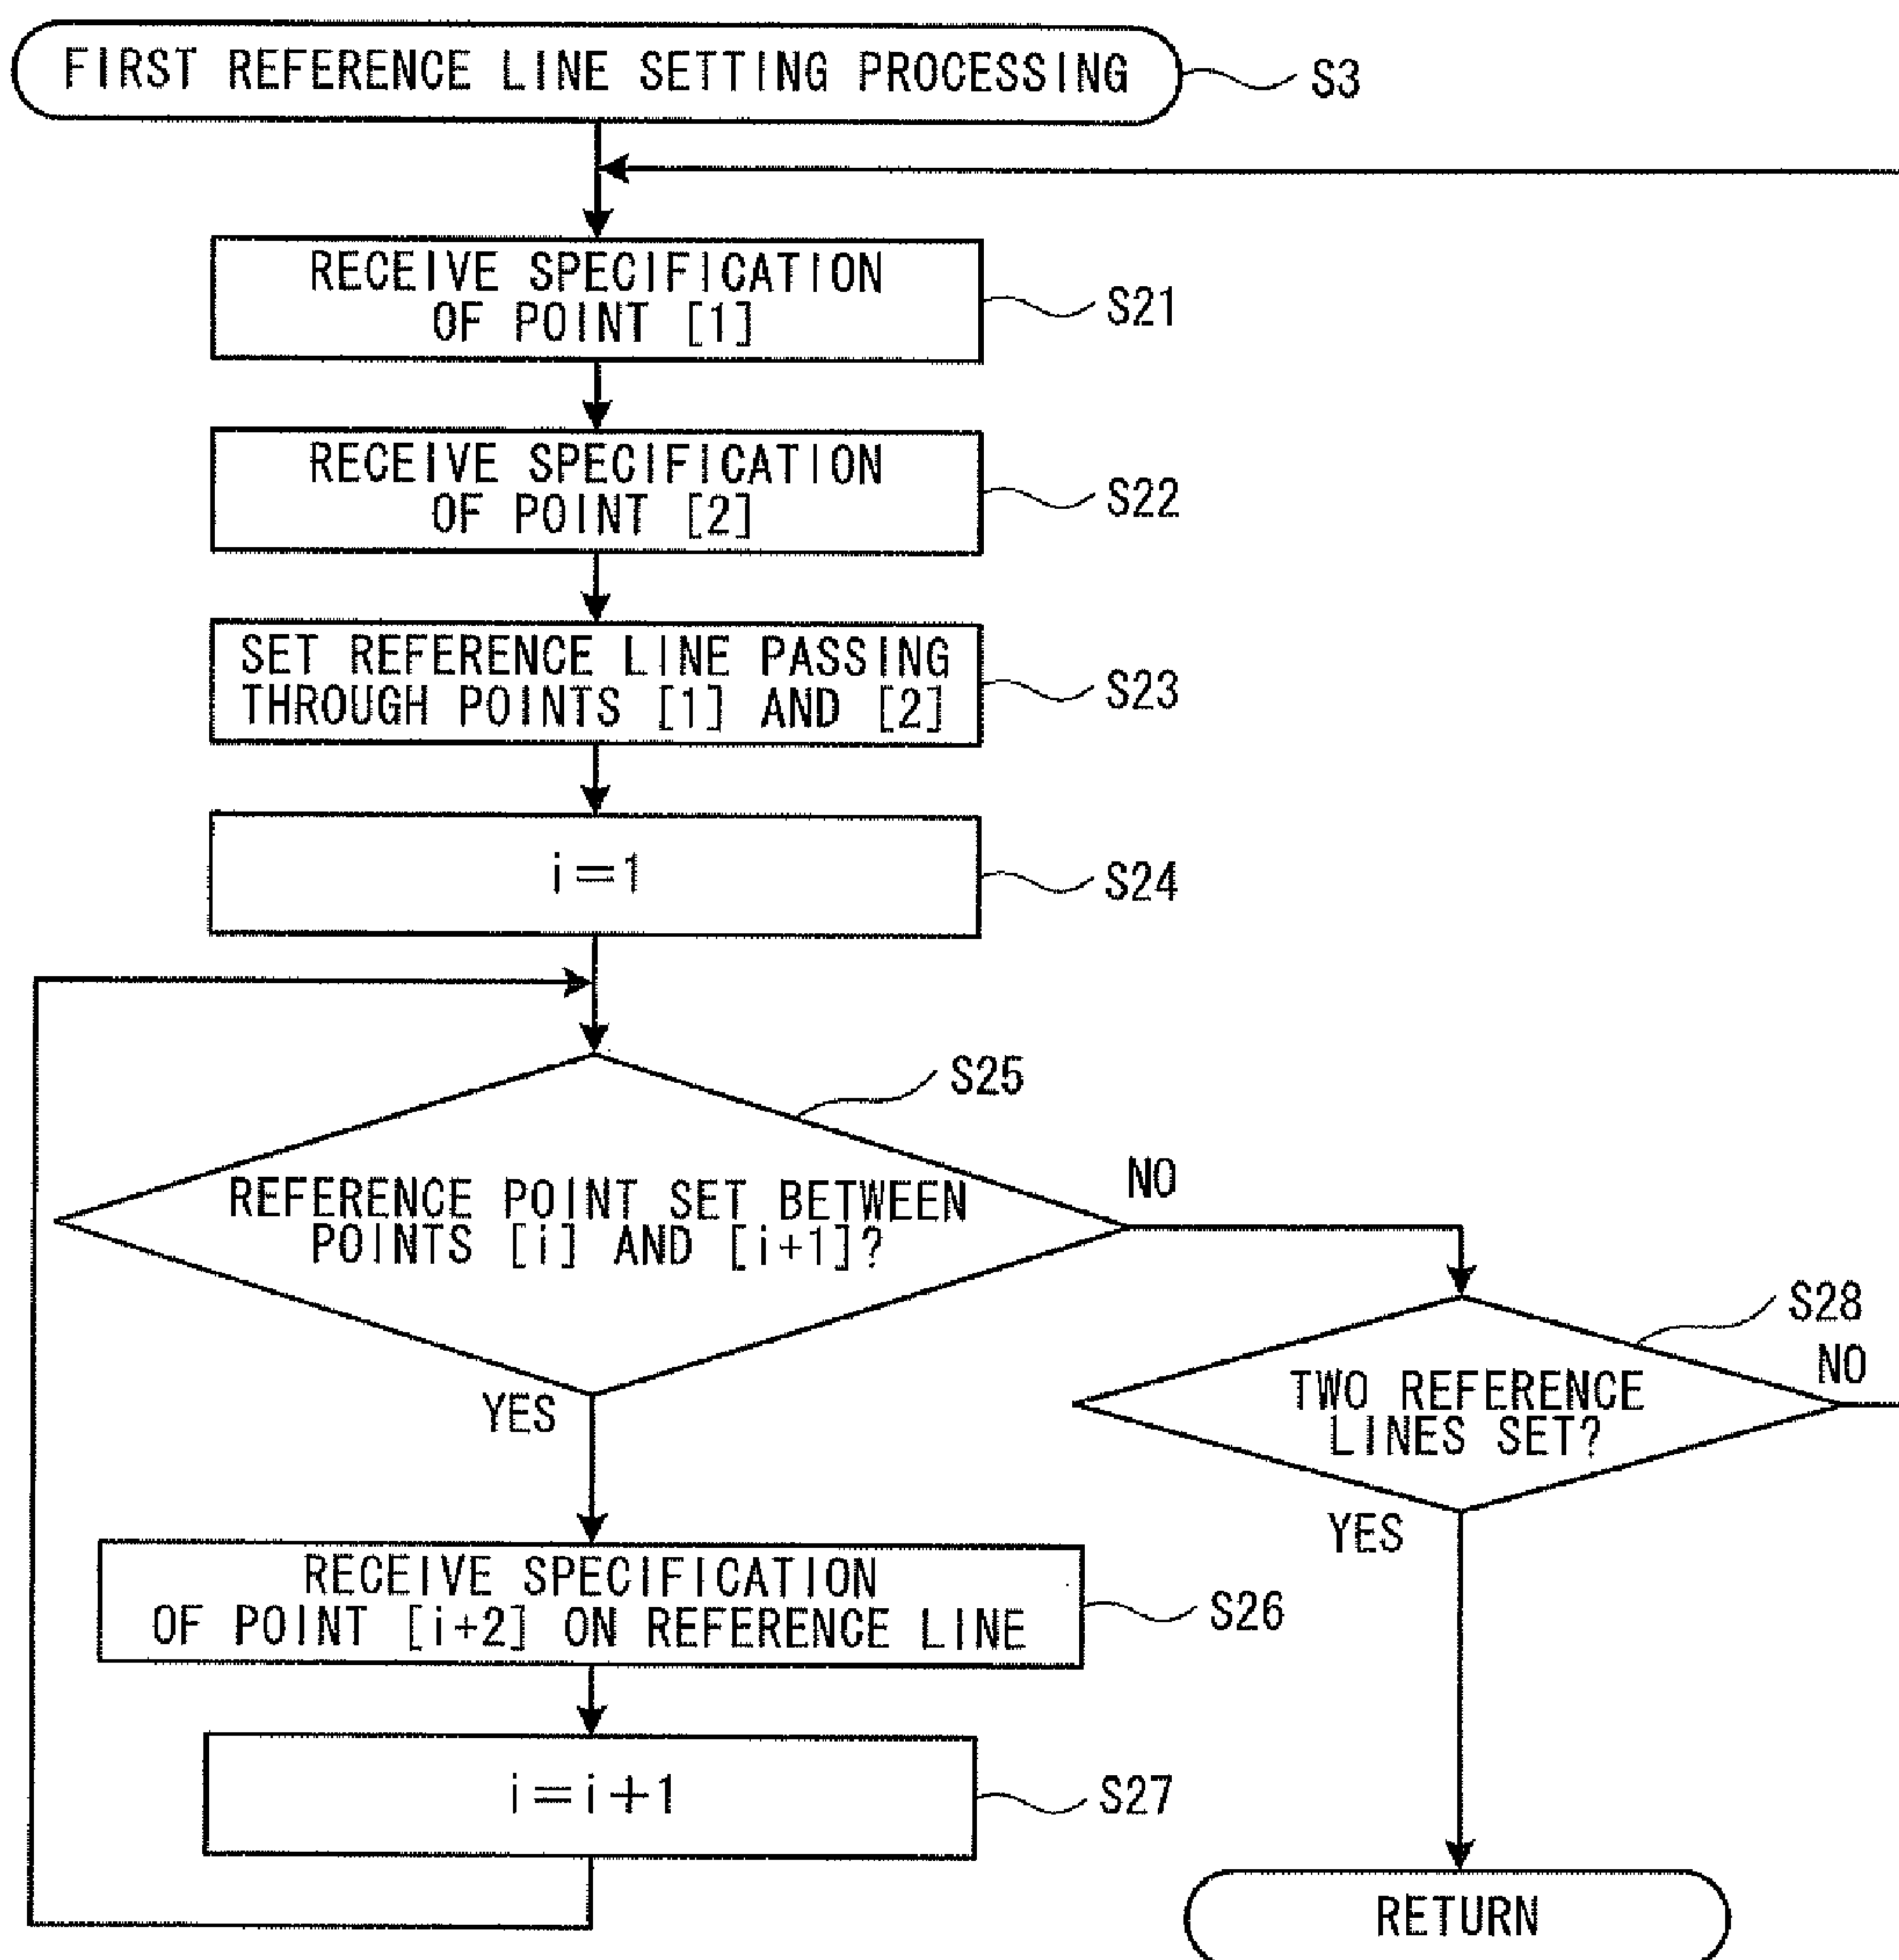 FIRST REFERENCE LINE SETTING PROCESSING
S3
RECEIVE SPECIFICATION
OF POINT [1]
S21
RECEIVE SPECIFICATION
OF POINT [2]
S22
SET REFERENCE LINE PASSING
THROUGH POINTS [1] AND [2]
S23
i=1
S24
S25
REFERENCE POINT SET BETWEEN
POINTS [i] AND [i+1]?
NO
YES
S28
TWO REFERENCE
LINES SET?
NO
YES
RECEIVE SPECIFICATION
OF POINT [i+2] ON REFERENCE LINE
S26
i=i+1
S27
RETURN